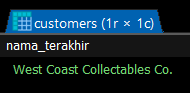 customers (1r × 1c)
nama_terakhir
West Coast Collectables Co.